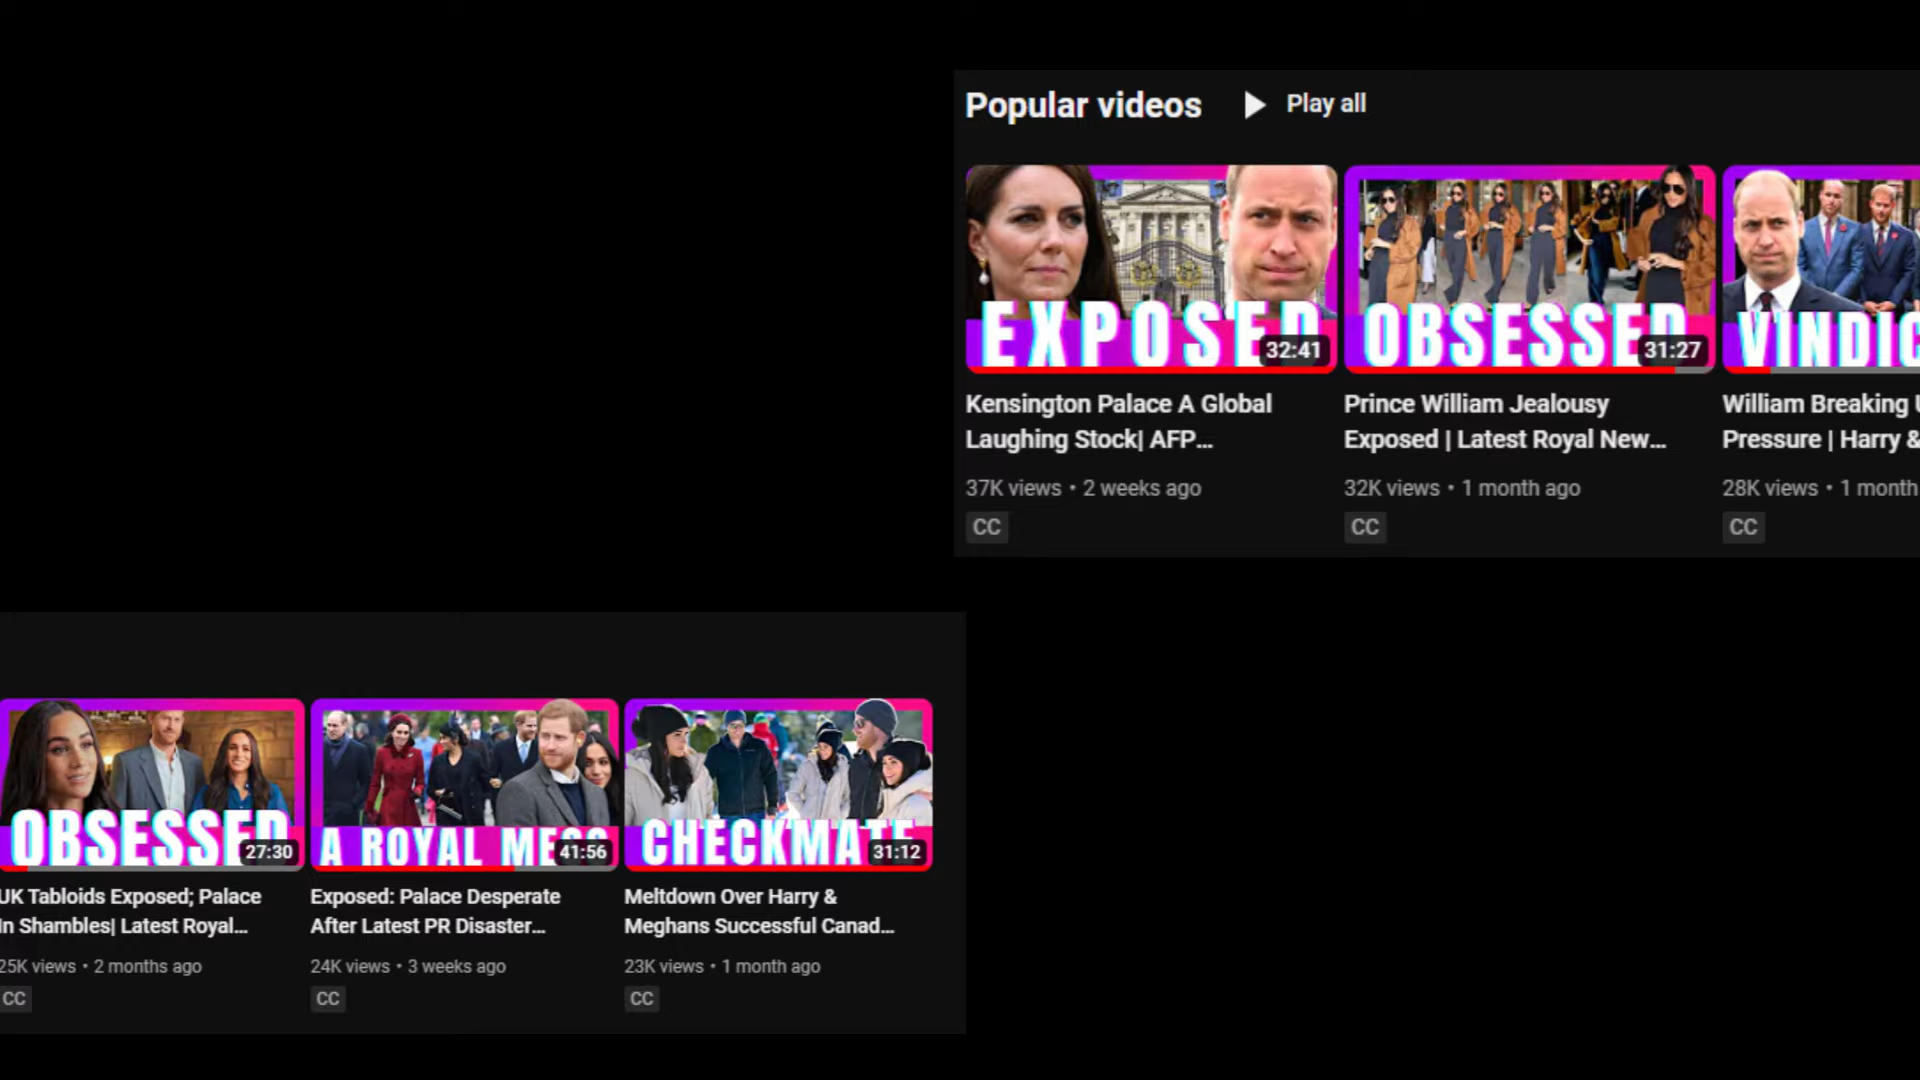 Popular videos
Play all
EXPOSED
32:41
OBSESSED
31:27
VINDIC
Kensington Palace A Global
Laughing Stock| AFP...
37K views • 2 weeks ago
CC
Prince William Jealousy
Exposed | Latest Royal New...
32K views • 1 month ago
CC
William Breaking U
Pressure | Harry &
28K views • 1 month
CC
OBSESSED
27:30
A ROYAL MESS
41:56
CHECKMATE
31:12
UK Tabloids Exposed; Palace
In Shambles| Latest Royal...
25K views • 2 months ago
CC
Exposed: Palace Desperate
After Latest PR Disaster...
24K views • 3 weeks ago
CC
Meltdown Over Harry &
Meghans Successful Canad...
23K views • 1 month ago
CC